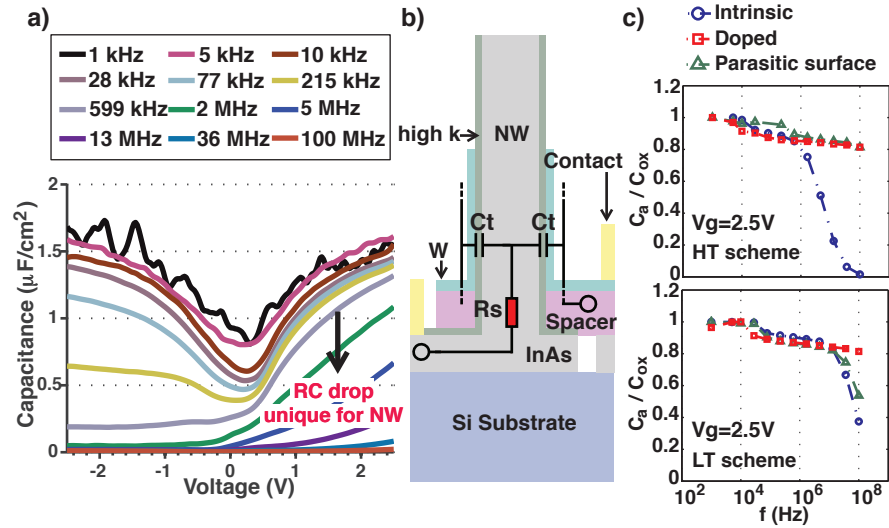 a)
1 kHz 5 kHz 10 kHz
28 kHz 77 kHz 215 kHz
599 kHz 2 MHz 5 MHz
13 MHz 36 MHz 100 MHz
Capacitance (μF/cm²)
2
1.5
1
0.5
0
-2 -1 0 1 2
Voltage (V)
RC drop
unique for NW
b)
NW
high k
Contact
Ct Ct
W
Rs
Spacer
InAs
Si Substrate
c)
Intrinsic
Doped
Parasitic surface
1.2
1
0.8
0.6
0.4
0.2
0
Ca / Cox
Vg=2.5V
HT scheme
1.2
1
0.8
0.6
0.4
0.2
0
Ca / Cox
Vg=2.5V
LT scheme
10² 10⁴ 10⁶ 10⁸
f (Hz)